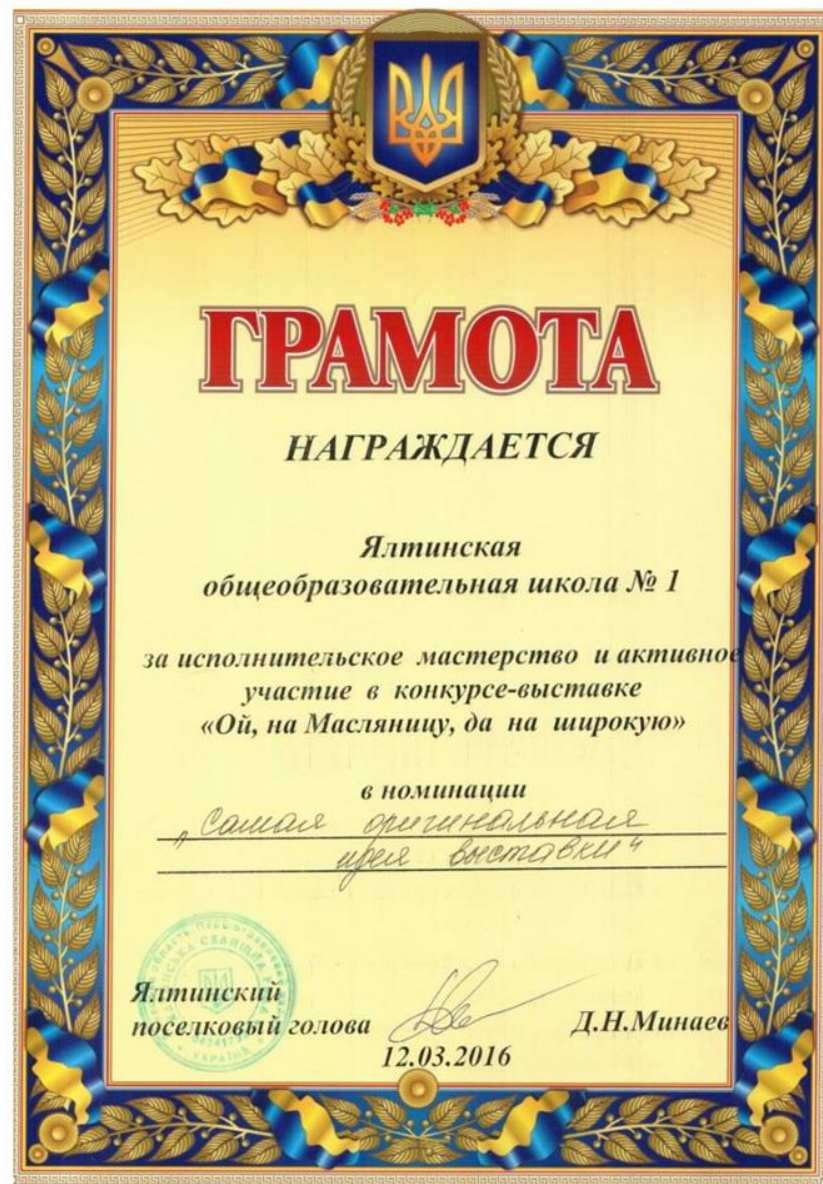 ГРАМОТА
НАГРАЖДАЕТСЯ
Ялтинская
общеобразовательная школа № 1
за исполнительское мастерство и активное
участие в конкурсе-выставке
«Ой, на Масляницу, да на широкую»
в номинации
„Самая оригинальная
идея выставки“
Ялтинский
поселковый голова
Д.Н.Минаев
12.03.2016
УКРАЇНА